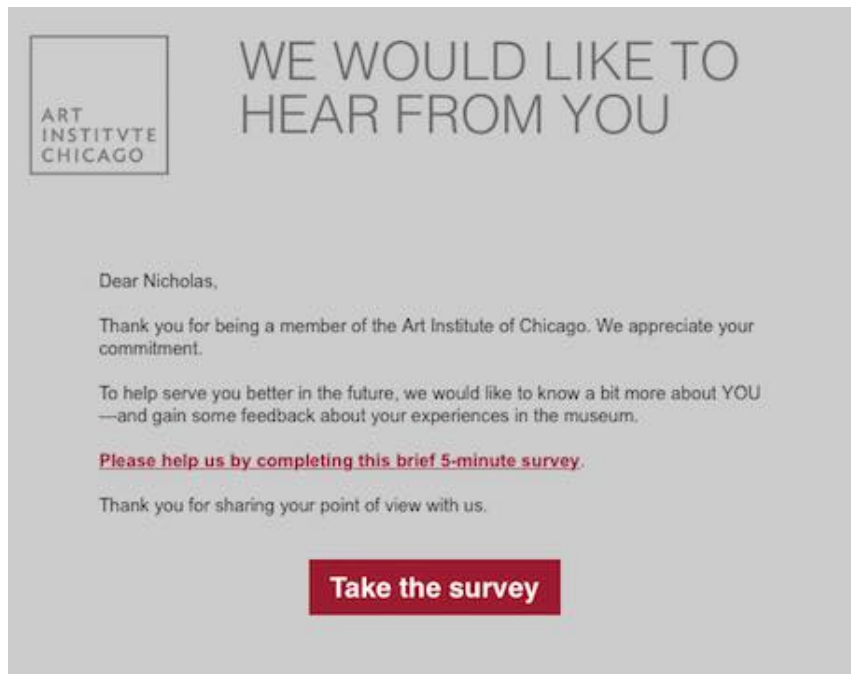 ART
INSTITVTE
CHICAGO
WE WOULD LIKE TO
HEAR FROM YOU
Dear Nicholas,
Thank you for being a member of the Art Institute of Chicago. We appreciate your
commitment.
To help serve you better in the future, we would like to know a bit more about YOU
—and gain some feedback about your experiences in the museum.
Please help us by completing this brief 5-minute survey.
Thank you for sharing your point of view with us.
Take the survey